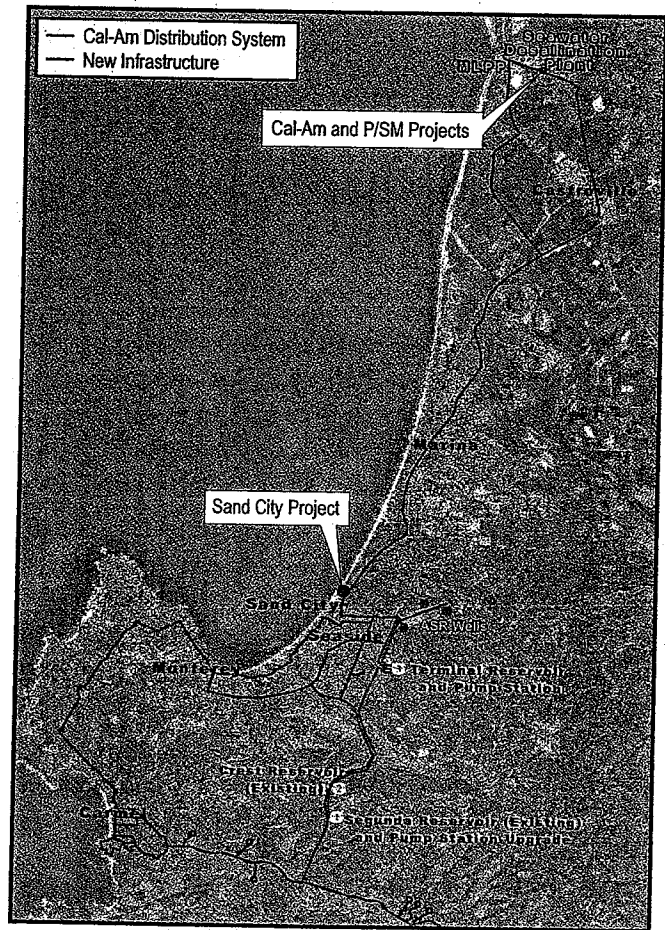 Cal-Am Distribution System
New Infrastructure
Seawater
Desalination
MLPP Plant
Cal-Am and P/SM Projects
Castroville
Marina
Sand City Project
Sand City
Seaside
ASR Well
Monterey
Terminal Reservoir
and Pump Station
Crest Reservoir
(Existing)
Carmel
Segunda Reservoir (Existing)
and Pump Station Upgrade